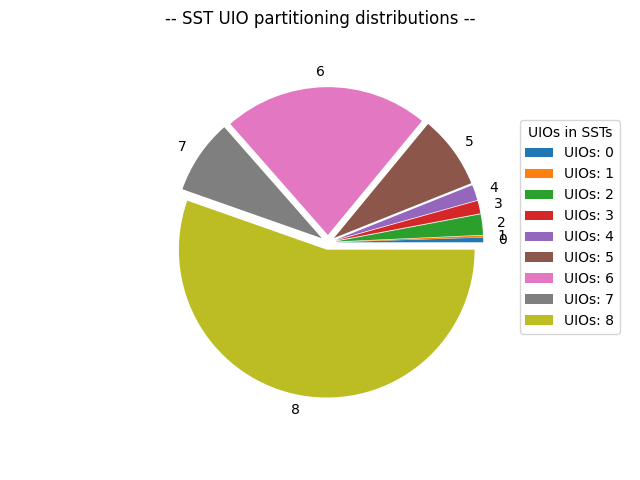 -- SST UIO partitioning distributions --
6
7
5
4
3
2
1
0
8
UIOs in SSTs
UIOs: 0
UIOs: 1
UIOs: 2
UIOs: 3
UIOs: 4
UIOs: 5
UIOs: 6
UIOs: 7
UIOs: 8